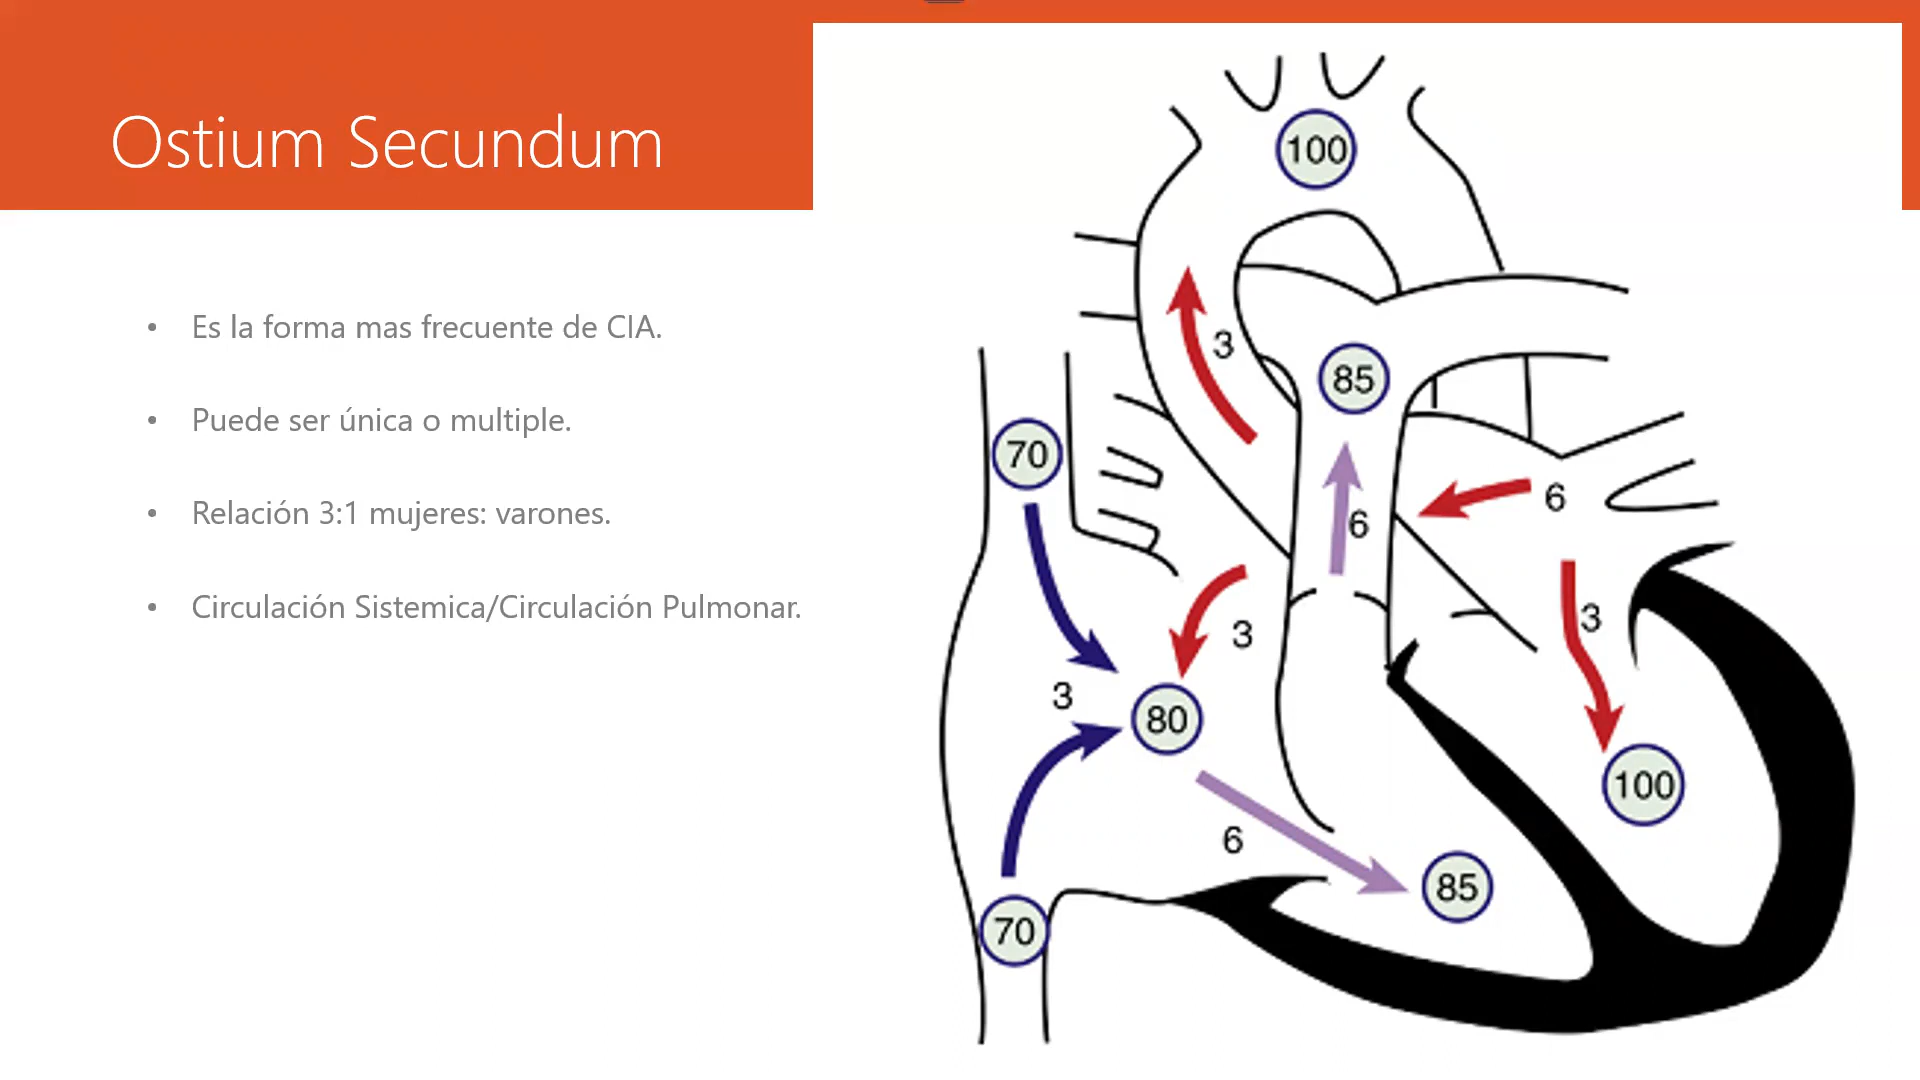 Ostium Secundum
• Es la forma mas frecuente de CIA.
• Puede ser única o multiple.
• Relación 3:1 mujeres: varones.
• Circulación Sistemica/Circulación Pulmonar.
100
3
85
70
6
6
3
3
3
80
100
6
85
70